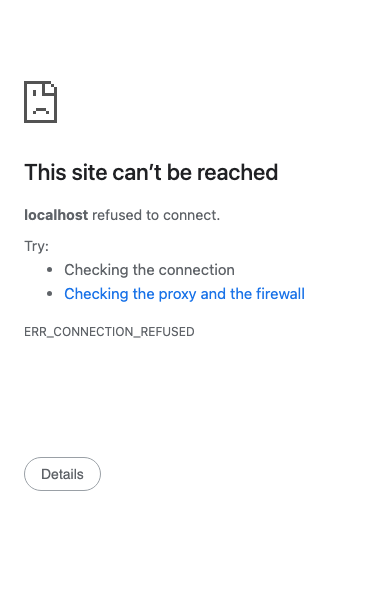 This site can’t be reached
localhost refused to connect.
Try:
• Checking the connection
• Checking the proxy and the firewall
ERR_CONNECTION_REFUSED
Details